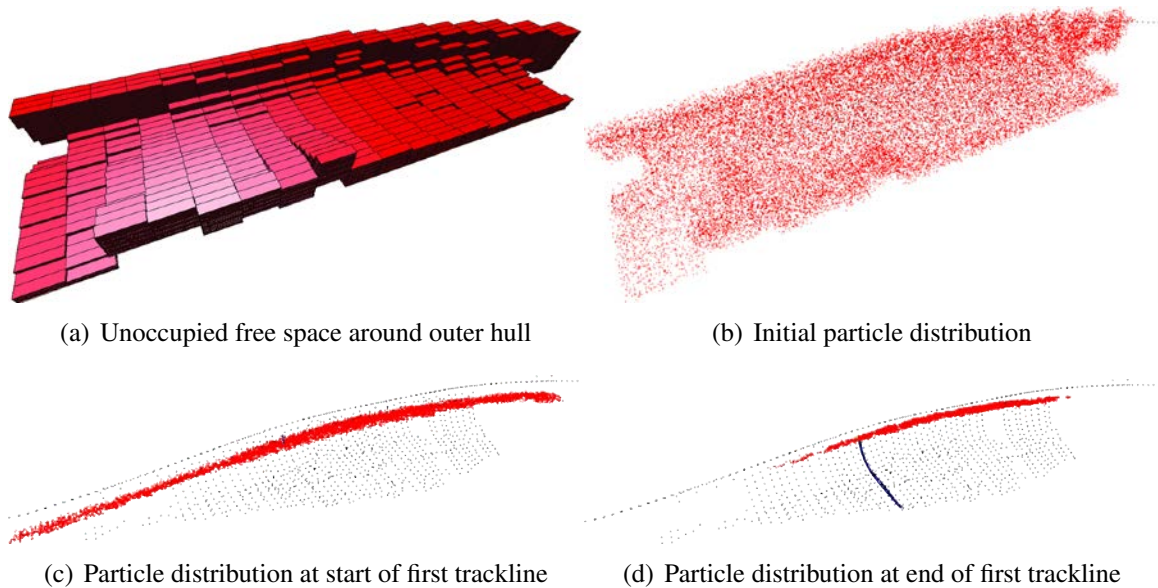 (a) Unoccupied free space around outer hull
(b) Initial particle distribution
(c) Particle distribution at start of first trackline
(d) Particle distribution at end of first trackline